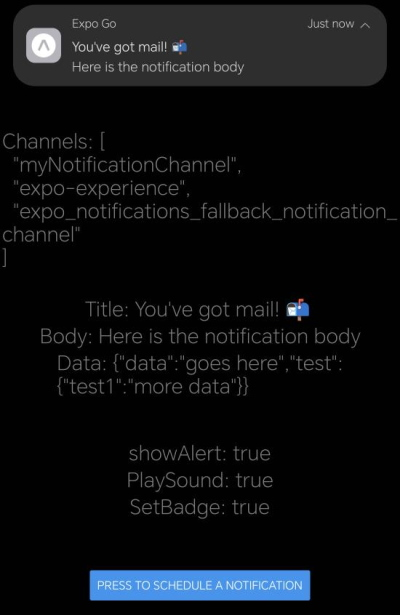 Expo Go
Just now
You've got mail! 📬
Here is the notification body
Channels: [
"myNotificationChannel",
"expo-experience",
"expo_notifications_fallback_notification_
channel"
]
Title: You've got mail! 📬
Body: Here is the notification body
Data: {"data":"goes here","test":
{"test1":"more data"}}
showAlert: true
PlaySound: true
SetBadge: true
PRESS TO SCHEDULE A NOTIFICATION